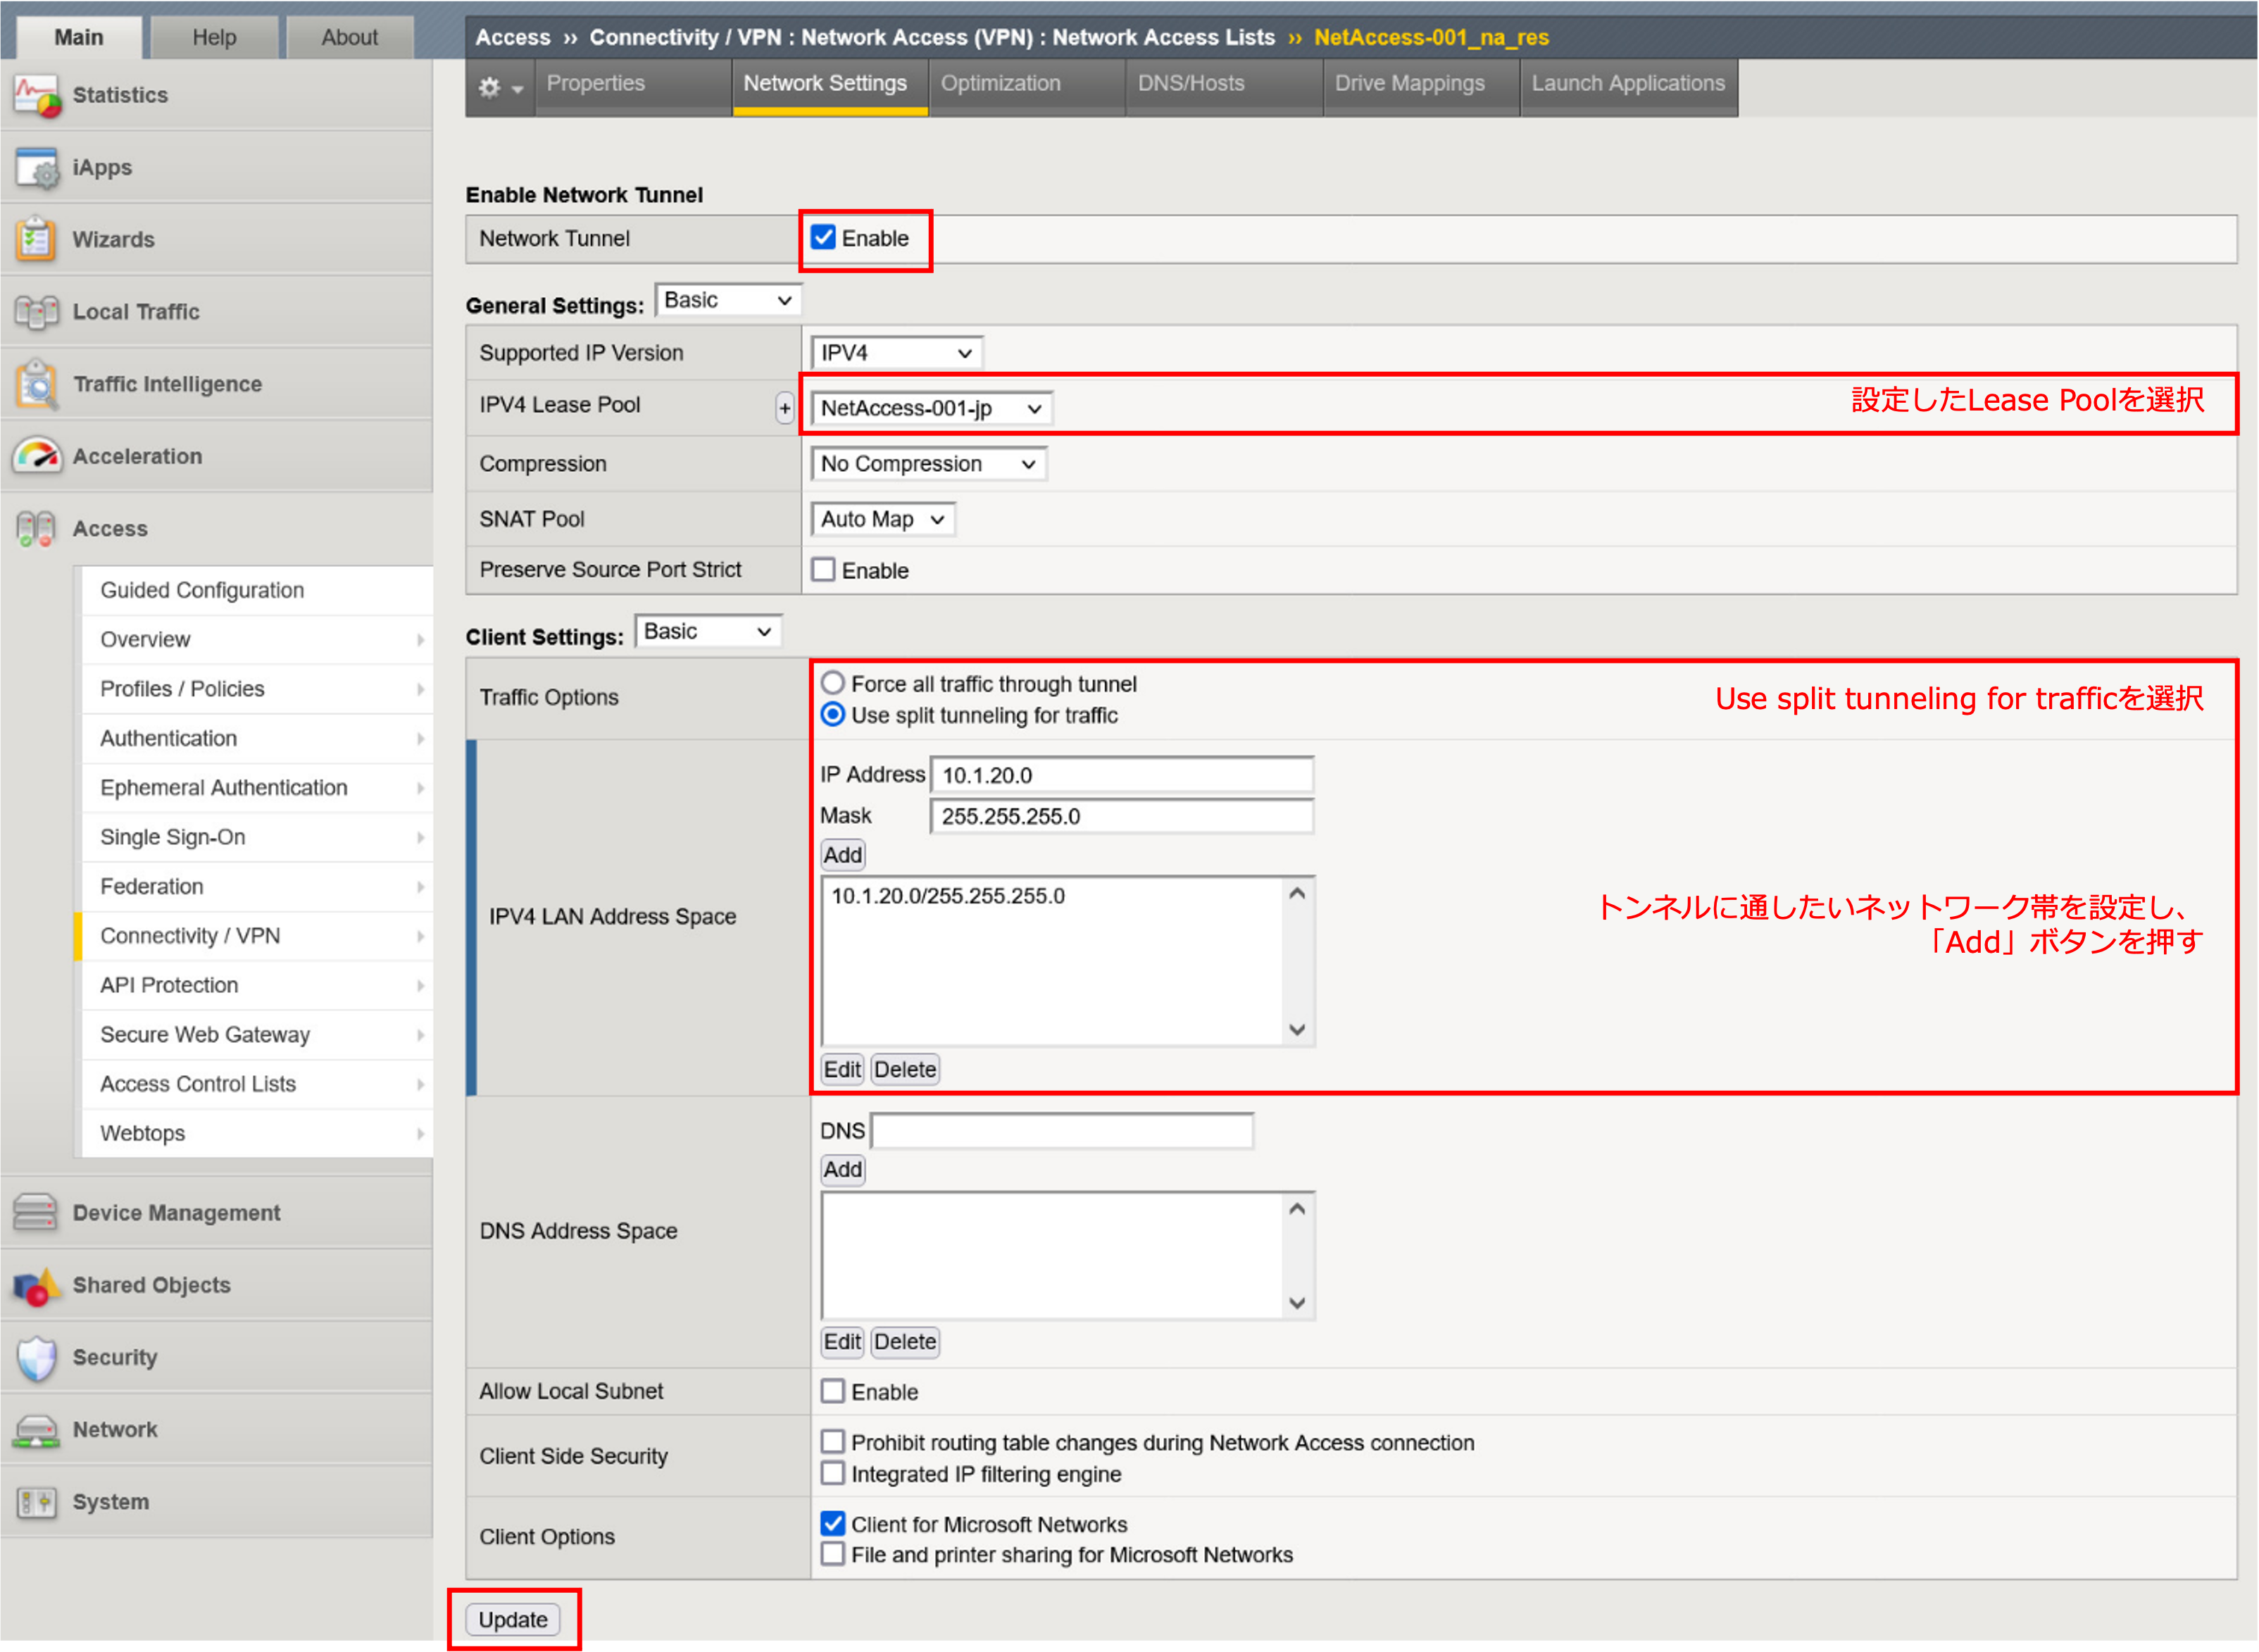 Main
Help
About
Access » Connectivity / VPN : Network Access (VPN) : Network Access Lists » NetAccess-001_na_res
Properties
Network Settings
Optimization
DNS/Hosts
Drive Mappings
Launch Applications
Statistics
iApps
Wizards
Local Traffic
Traffic Intelligence
Acceleration
Access
Guided Configuration
Overview
Profiles / Policies
Authentication
Ephemeral Authentication
Single Sign-On
Federation
Connectivity / VPN
API Protection
Secure Web Gateway
Access Control Lists
Webtops
Device Management
Shared Objects
Security
Network
System
Enable Network Tunnel
Network Tunnel
Enable
General Settings: Basic
Supported IP Version
IPV4
IPV4 Lease Pool
+
NetAccess-001-jp
設定したLease Poolを選択
Compression
No Compression
SNAT Pool
Auto Map
Preserve Source Port Strict
Enable
Client Settings: Basic
Traffic Options
Force all traffic through tunnel
Use split tunneling for traffic
Use split tunneling for trafficを選択
IPV4 LAN Address Space
IP Address 10.1.20.0
Mask 255.255.255.0
Add
10.1.20.0/255.255.255.0
トンネルに通したいネットワーク帯を設定し、
「Add」ボタンを押す
Edit Delete
DNS Address Space
DNS
Add
Edit Delete
Allow Local Subnet
Enable
Client Side Security
Prohibit routing table changes during Network Access connection
Integrated IP filtering engine
Client Options
Client for Microsoft Networks
File and printer sharing for Microsoft Networks
Update